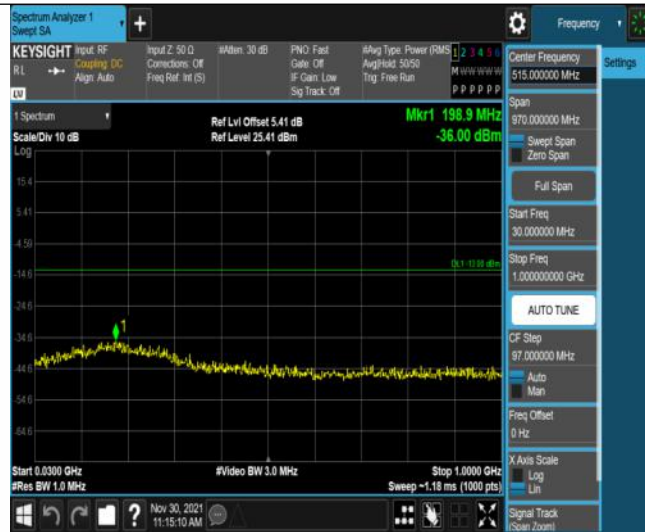 Spectrum Analyzer 1
Swept SA
+
Frequency
KEYSIGHT
RL
Input: RF
Coupling: DC
Align: Auto
Input Z: 50 Ω
Corrections: Off
Freq Ref: Int (S)
#Atten: 30 dB
PNO: Fast
Gate: Off
IF Gain: Low
Sig Track: Off
#Avg Type: Power (RMS
Avg|Hold: 50/50
Trig: Free Run
1 2 3 4 5 6
M W W W W W
P P P P P P
LVI
1 Spectrum
Scale/Div 10 dB
Ref Lvl Offset 5.41 dB
Ref Level 25.41 dBm
Mkr1 198.9 MHz
-36.00 dBm
Log
15.4
5.41
-4.59
DL1 -13.00 dBm
-14.6
-24.6
-34.6
1
-44.6
-54.6
-64.6
Start 0.0300 GHz
#Res BW 1.0 MHz
#Video BW 3.0 MHz
Stop 1.0000 GHz
Sweep ~1.18 ms (1000 pts)
Nov 30, 2021
11:15:10 AM
?
Center Frequency
515.000000 MHz
Settings
Span
970.000000 MHz
Swept Span
Zero Span
Full Span
Start Freq
30.000000 MHz
Stop Freq
1.000000000 GHz
AUTO TUNE
CF Step
97.000000 MHz
Auto
Man
Freq Offset
0 Hz
X Axis Scale
Log
Lin
Signal Track
(Span Zoom)